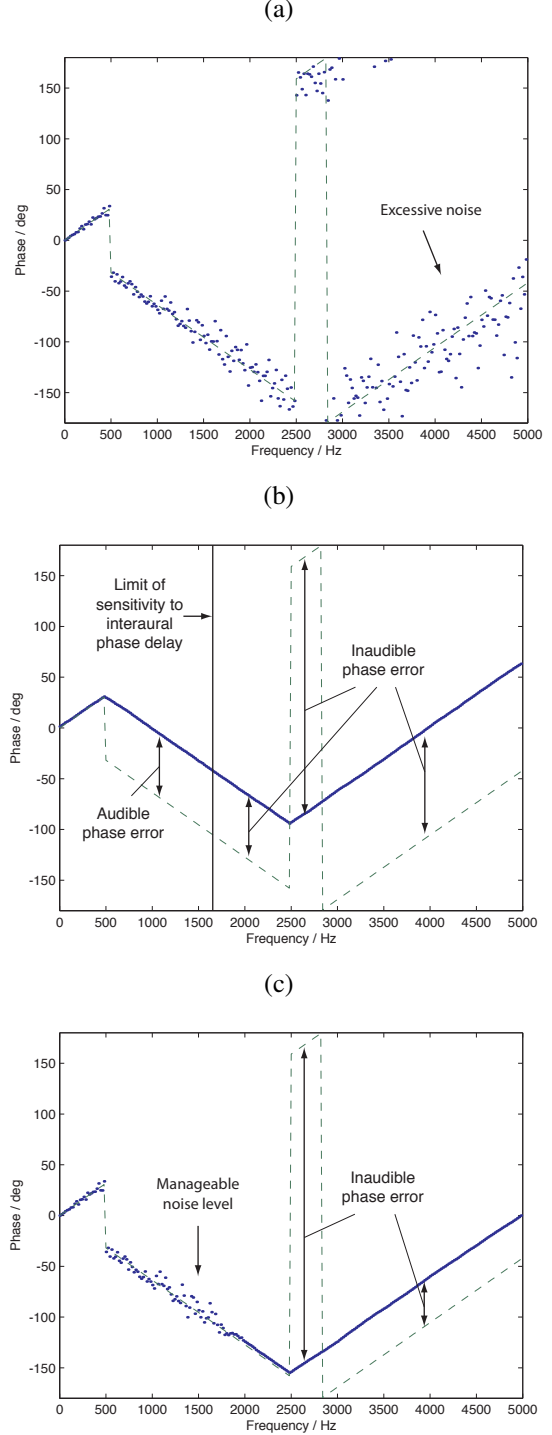 (a)
150
100
50
0
-50
-100
-150
Phase / deg
Excessive noise
0 500 1000 1500 2000 2500 3000 3500 4000 4500 5000
Frequency / Hz
(b)
150
100
50
0
-50
-100
-150
Phase / deg
Limit of
sensitivity to
interaural
phase delay
Inaudible
phase error
Audible
phase error
0 500 1000 1500 2000 2500 3000 3500 4000 4500 5000
Frequency / Hz
(c)
150
100
50
0
-50
-100
-150
Phase / deg
Manageable
noise level
Inaudible
phase error
0 500 1000 1500 2000 2500 3000 3500 4000 4500 5000
Frequency / Hz